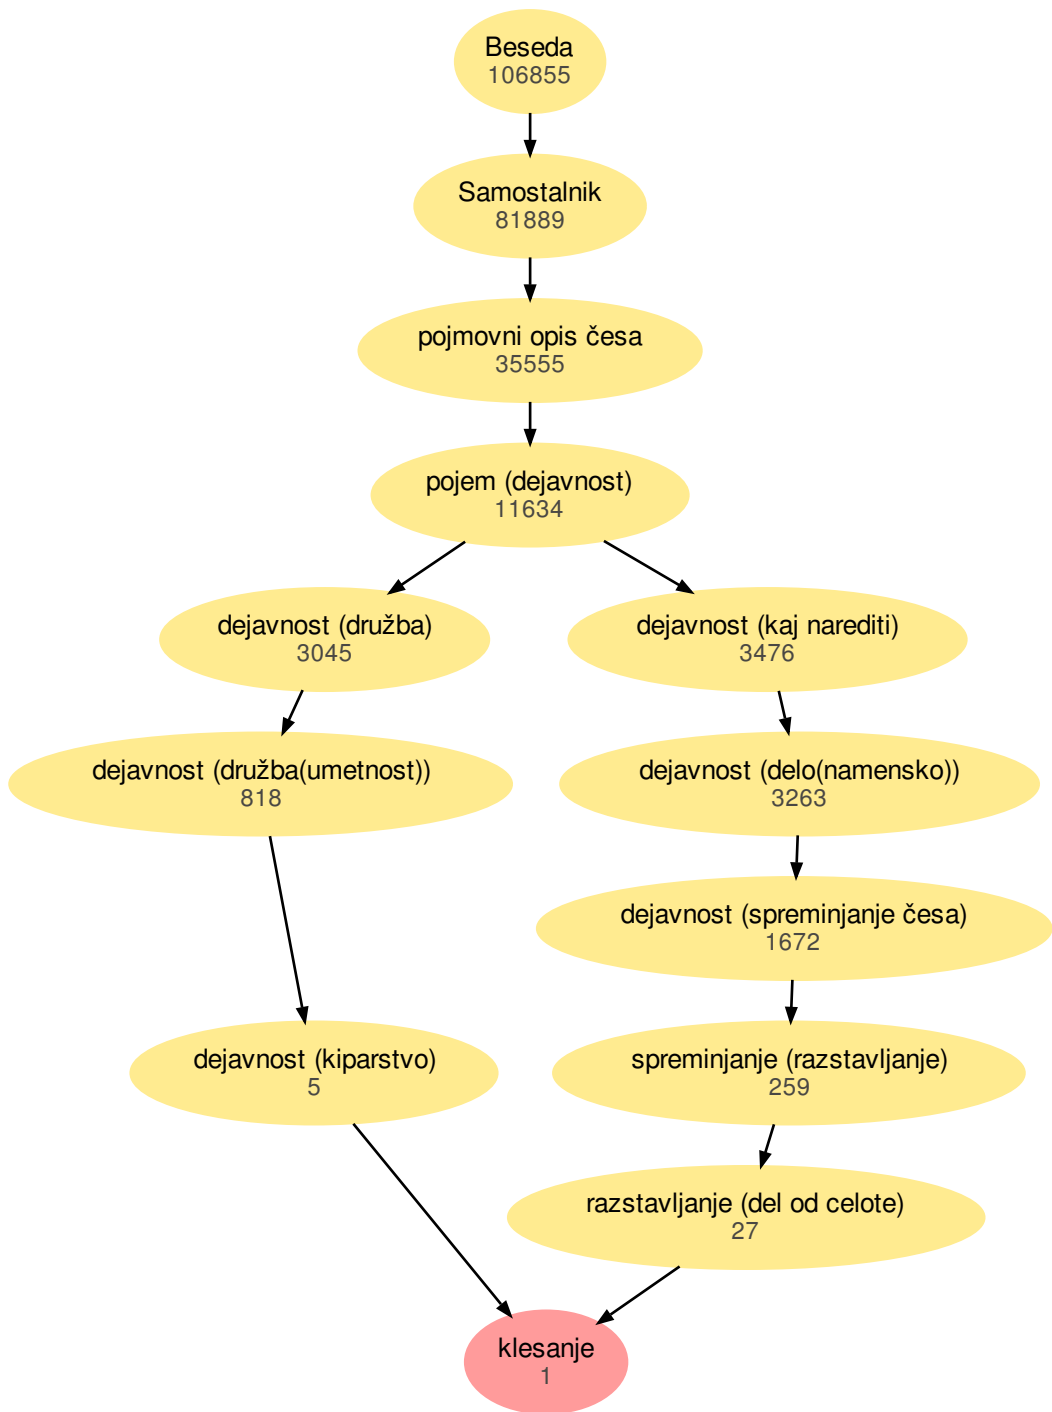 Beseda
106855
Samostalnik
81889
pojmovni opis česa
35555
pojem (dejavnost)
11634
dejavnost (družba)
3045
dejavnost (kaj narediti)
3476
dejavnost (družba(umetnost))
818
dejavnost (delo(namensko))
3263
dejavnost (spreminjanje česa)
1672
dejavnost (kiparstvo)
5
spreminjanje (razstavljanje)
259
razstavljanje (del od celote)
27
klesanje
1